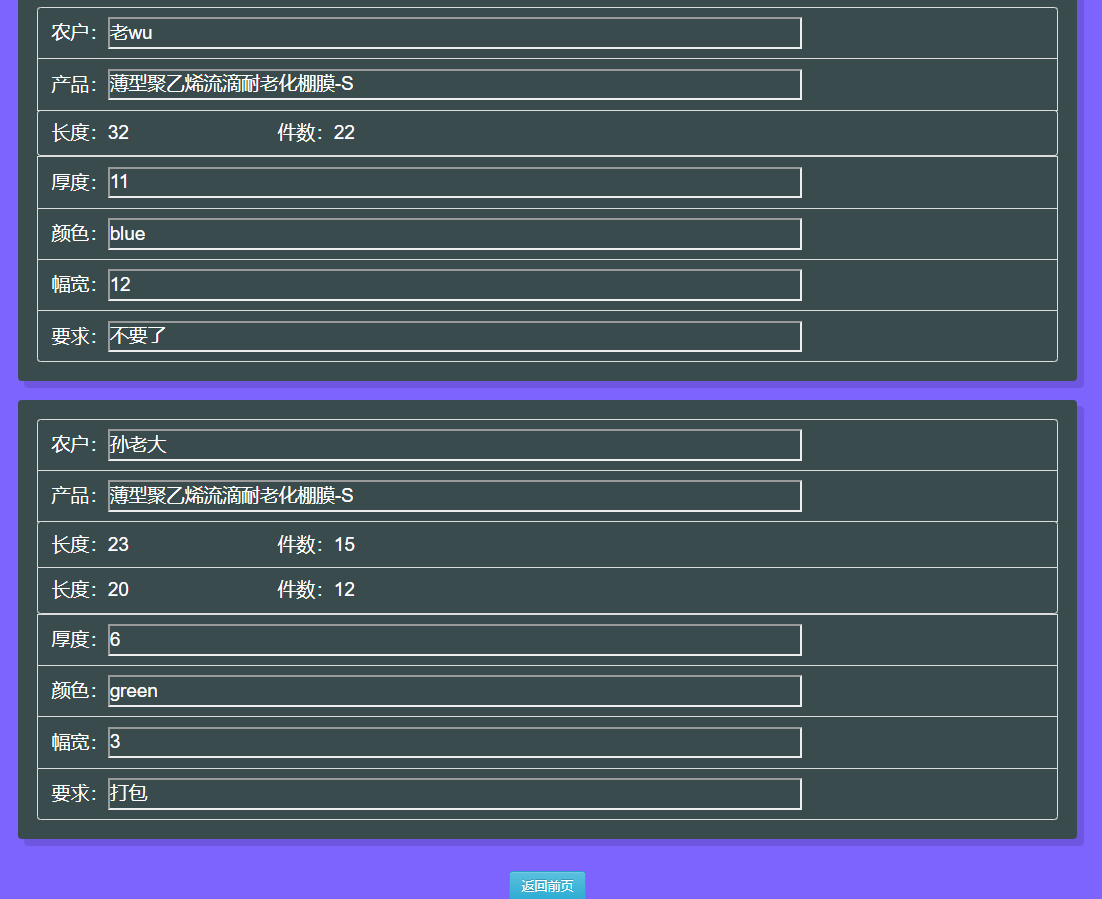 农户：老wu
产品：薄型聚乙烯流滴耐老化棚膜-S
长度：32 件数：22
厚度：11
颜色：blue
幅宽：12
要求：不要了
农户：孙老大
产品：薄型聚乙烯流滴耐老化棚膜-S
长度：23 件数：15
长度：20 件数：12
厚度：6
颜色：green
幅宽：3
要求：打包
返回前页